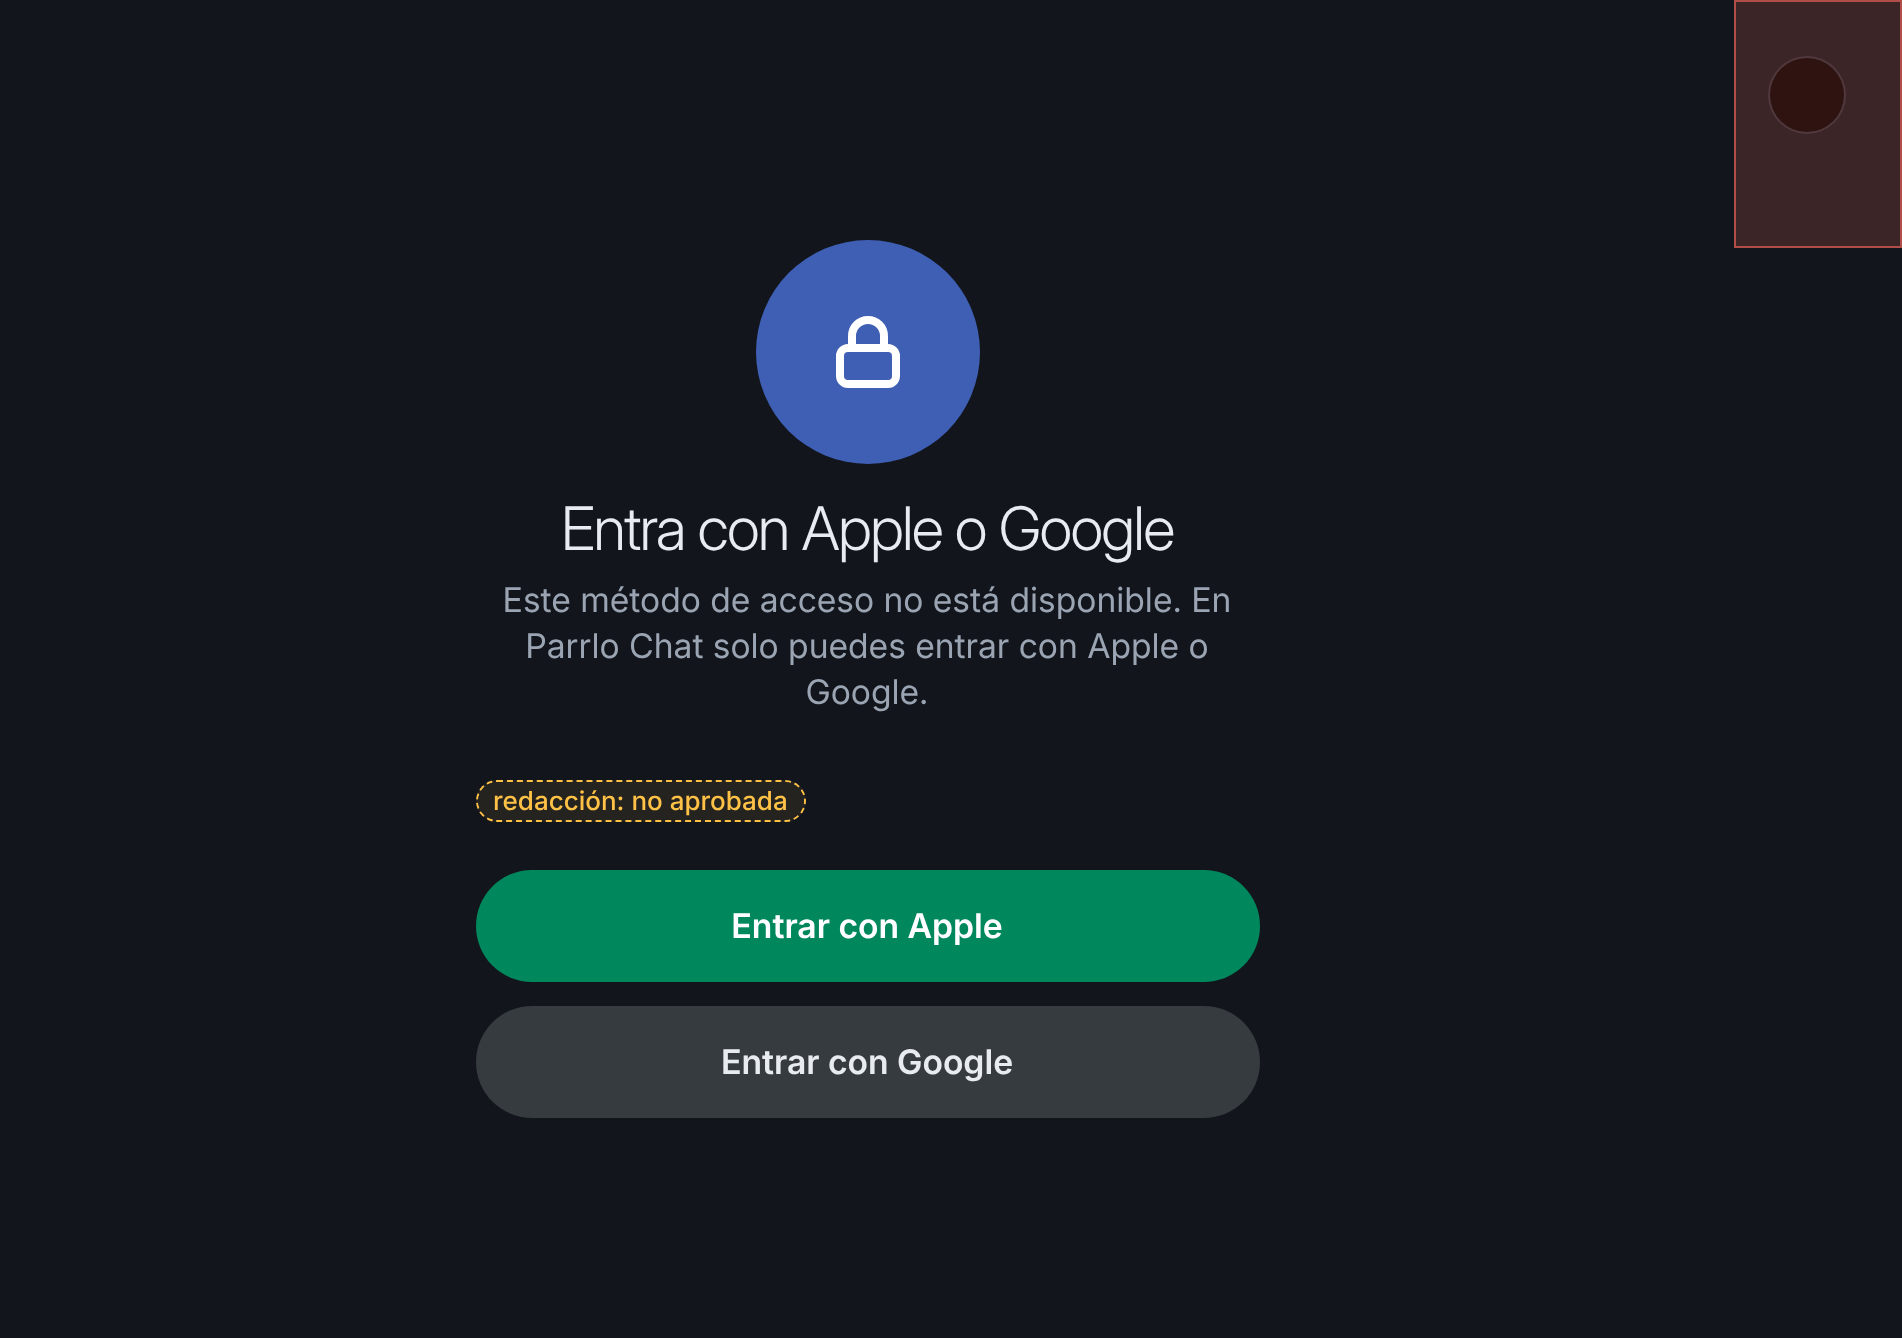 Entra con Apple o Google
Este método de acceso no está disponible. En
Parrlo Chat solo puedes entrar con Apple o
Google.
redacción: no aprobada
Entrar con Apple
Entrar con Google